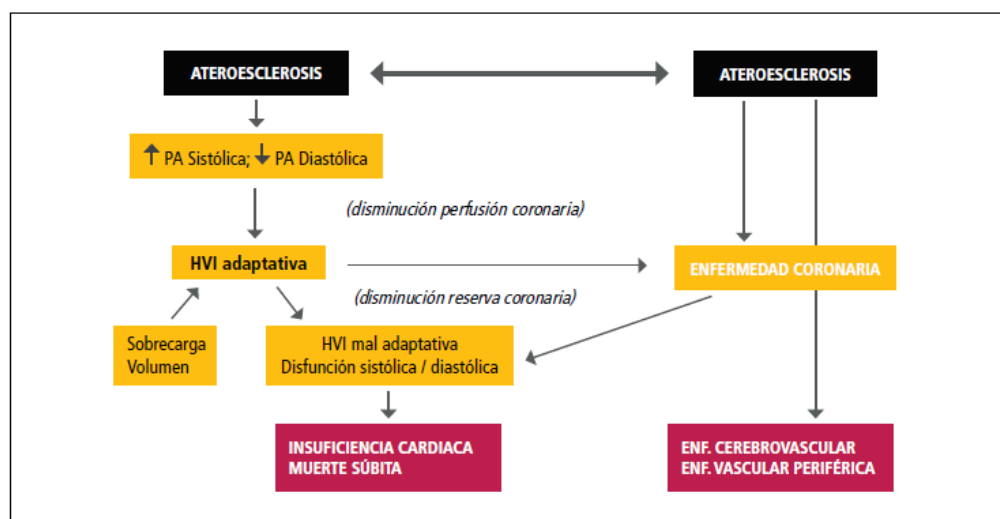 ATEROESCLEROSIS
ATEROESCLEROSIS
↑ PA Sistólica; ↓ PA Diastólica
(disminución perfusión coronaria)
HVI adaptativa
ENFERMEDAD CORONARIA
(disminución reserva coronaria)
Sobrecarga
Volumen
HVI mal adaptativa
Disfunción sistólica / diastólica
INSUFICIENCIA CARDIACA
MUERTE SÚBITA
ENF. CEREBROVASCULAR
ENF. VASCULAR PERIFÉRICA